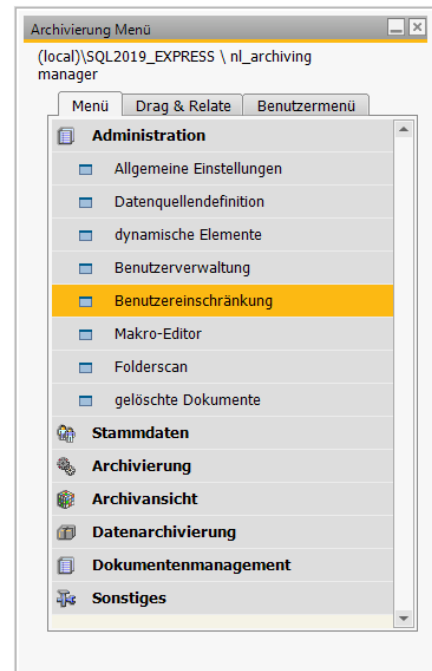 Archivierung Menü
(local)\SQL2019_EXPRESS \ nl_archiving
manager
Menü Drag & Relate Benutzermenü
Administration
Allgemeine Einstellungen
Datenquellendefinition
dynamische Elemente
Benutzerverwaltung
Benutzereinschränkung
Makro-Editor
Folderscan
gelöschte Dokumente
Stammdaten
Archivierung
Archivansicht
Datenarchivierung
Dokumentenmanagement
Sonstiges